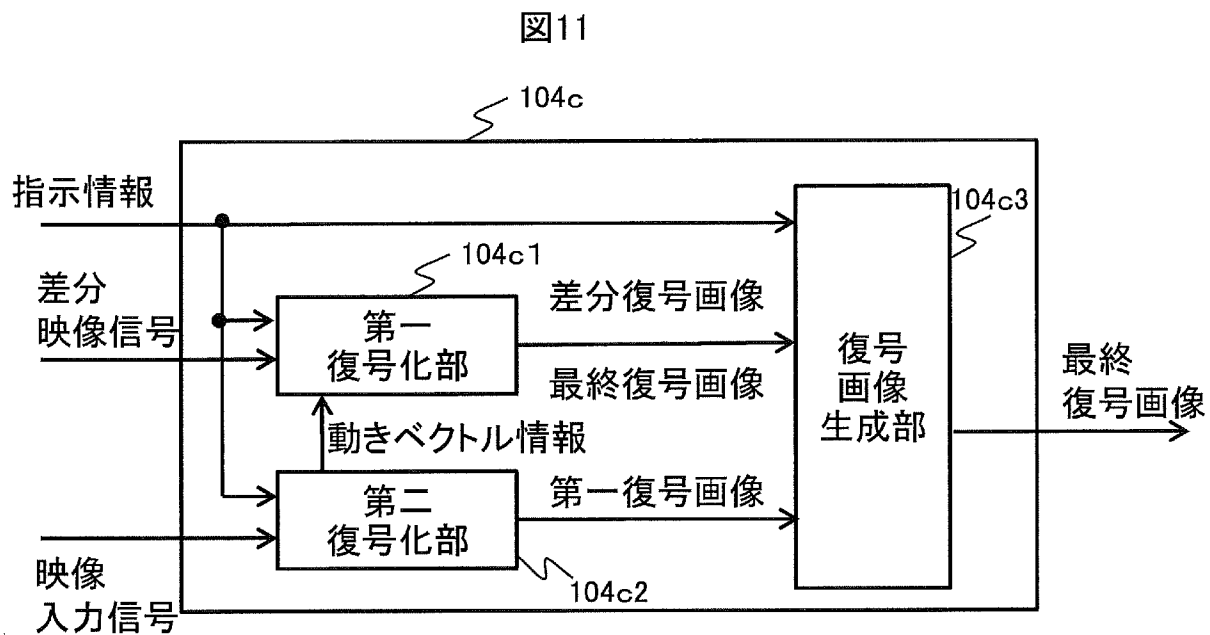 図11
104c
指示情報
104c3
104c1
差分
映像信号
第一
復号化部
差分復号画像
最終復号画像
復号
画像
生成部
最終
復号画像
動きベクトル情報
第二
復号化部
第一復号画像
104c2
映像
入力信号